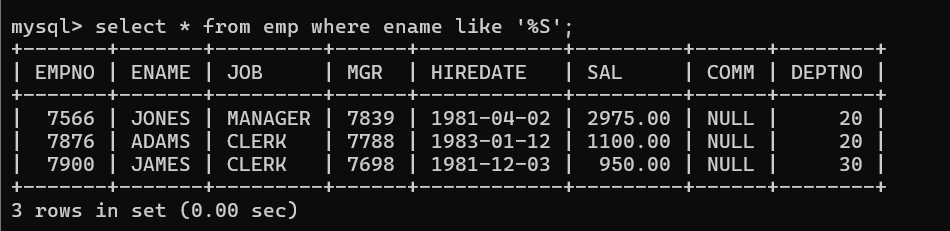 mysql> select * from emp where ename like '%S';
+-------+-------+---------+------+------------+---------+------+--------+
| EMPNO | ENAME | JOB     | MGR  | HIREDATE   | SAL     | COMM | DEPTNO |
+-------+-------+---------+------+------------+---------+------+--------+
|  7566 | JONES | MANAGER | 7839 | 1981-04-02 | 2975.00 | NULL |     20 |
|  7876 | ADAMS | CLERK   | 7788 | 1983-01-12 | 1100.00 | NULL |     20 |
|  7900 | JAMES | CLERK   | 7698 | 1981-12-03 |  950.00 | NULL |     30 |
+-------+-------+---------+------+------------+---------+------+--------+
3 rows in set (0.00 sec)